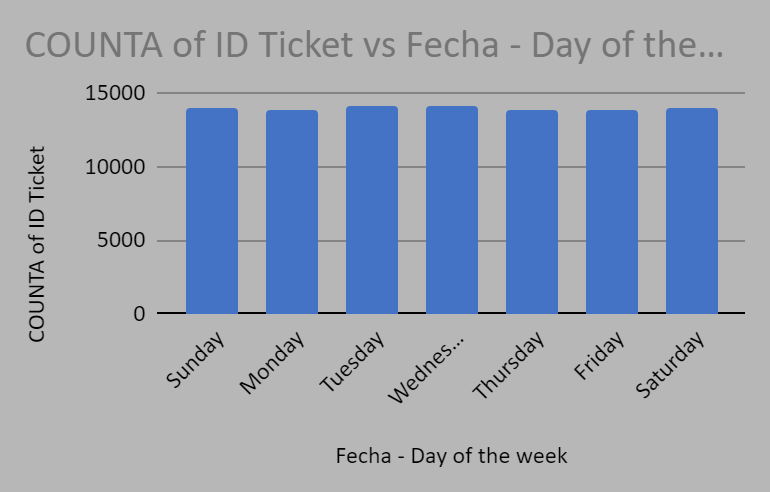 COUNTA of ID Ticket vs Fecha - Day of the...
15000
10000
5000
0
COUNTA of ID Ticket
Sunday
Monday
Tuesday
Wednes...
Thursday
Friday
Saturday
Fecha - Day of the week